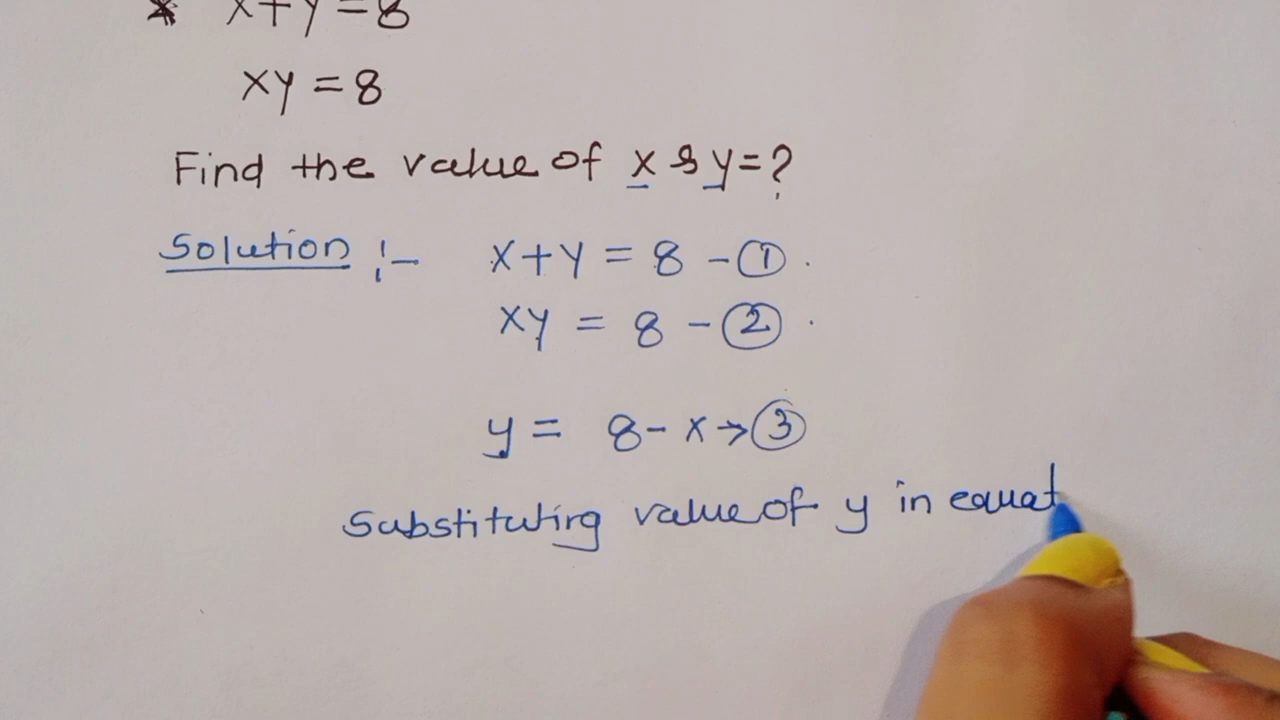 * x+y=8
xy=8
Find the value of x & y=?
Solution :- x+y = 8 - ①.
xy = 8 - ②.
y = 8 - x → ③
Substituting value of y in equat